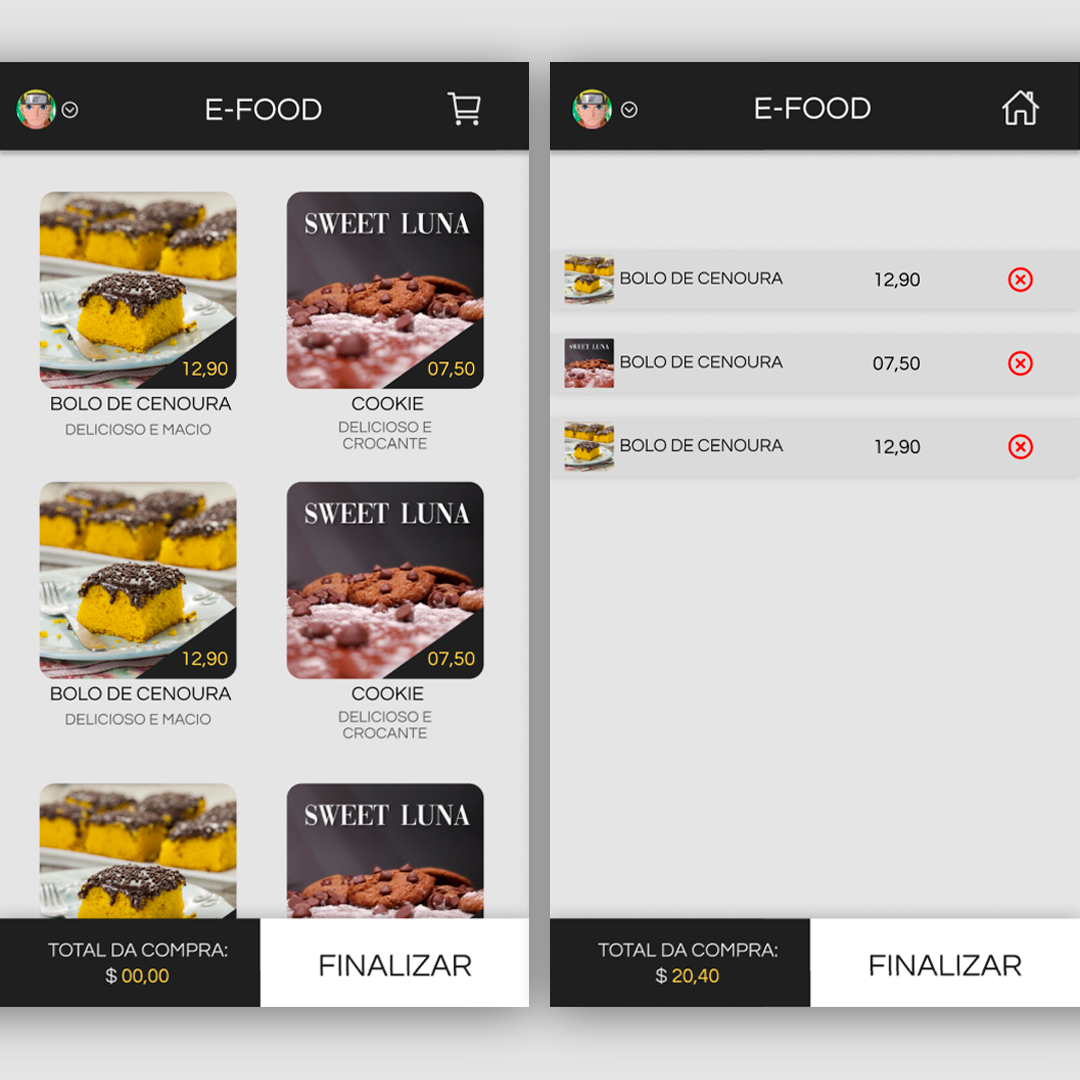 E-FOOD
SWEET LUNA
12,90
07,50
BOLO DE CENOURA
COOKIE
DELICIOSO E MACIO
DELICIOSO E
CROCANTE
SWEET LUNA
12,90
07,50
BOLO DE CENOURA
COOKIE
DELICIOSO E MACIO
DELICIOSO E
CROCANTE
SWEET LUNA
TOTAL DA COMPRA:
$ 00,00
FINALIZAR
E-FOOD
BOLO DE CENOURA 12,90
SWEET LUNA
BOLO DE CENOURA 07,50
BOLO DE CENOURA 12,90
TOTAL DA COMPRA:
$ 20,40
FINALIZAR